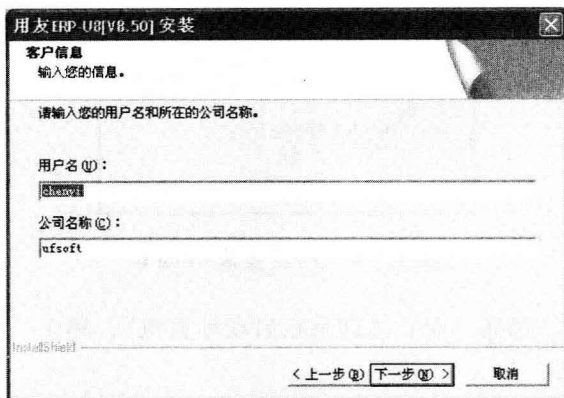 用友ERP-U8[V8.50] 安装
客户信息
输入您的信息。
请输入您的用户名和所在的公司名称。
用户名(U)：
chenyi
公司名称(C)：
ufsoft
InstallShield
< 上一步(B) 下一步(N) > 取消